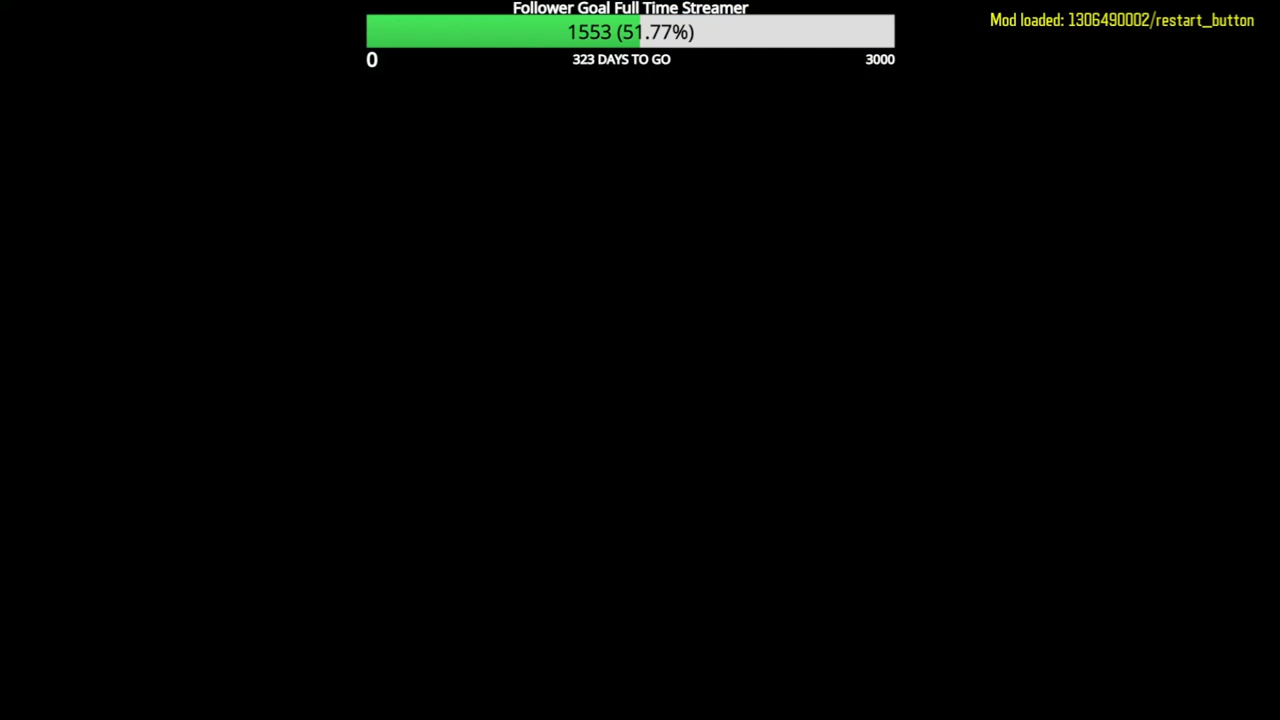 Follower Goal Full Time Streamer
Mod loaded: 1306490002/restart_button
1553 (51.77%)
0
323 DAYS TO GO
3000